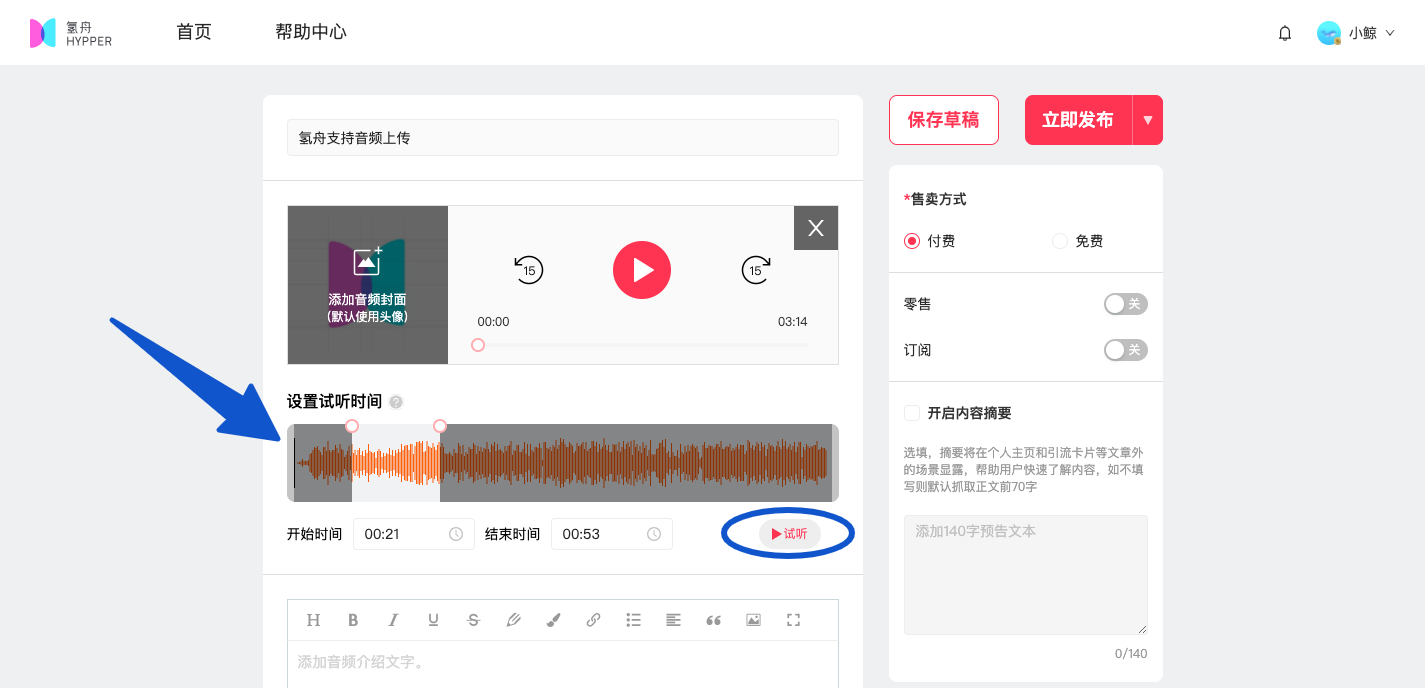 氢舟
HYPPER
首页
帮助中心
小鲸
氢舟支持音频上传
添加音频封面
(默认使用头像)
X
15
15
00:00
03:14
设置试听时间
?
开始时间
00:21
结束时间
00:53
试听
H B I U S
添加音频介绍文字。
保存草稿
立即发布
*售卖方式
付费
免费
零售
关
订阅
关
开启内容摘要
选填，摘要将在个人主页和引流卡片等文章外
的场景显露，帮助用户快速了解内容，如不填
写则默认抓取正文前70字
添加140字预告文本
0/140